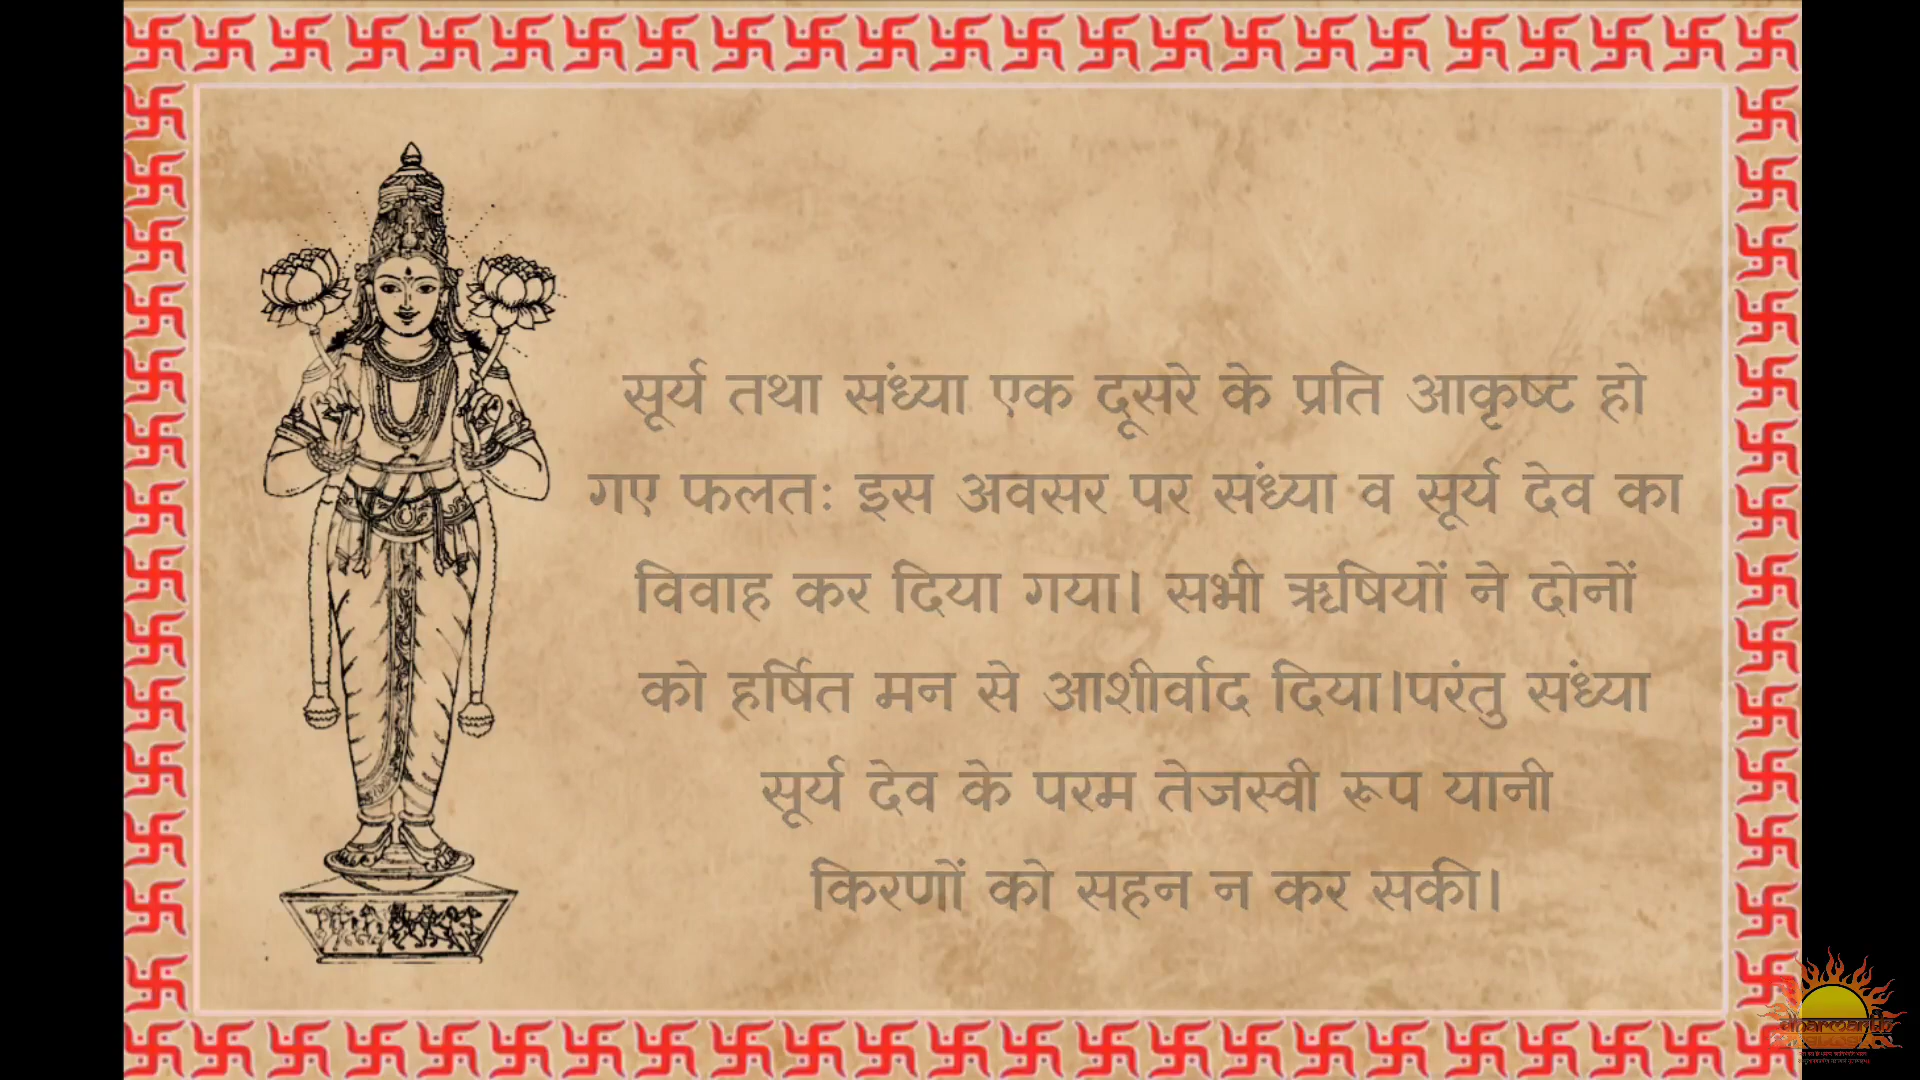 सूर्य तथा संध्या एक दूसरे के प्रति आकृष्ट हो
गए फलतः इस अवसर पर संध्या व सूर्य देव का
विवाह कर दिया गया। सभी ऋषियों ने दोनों
को हर्षित मन से आशीर्वाद दिया।परंतु संध्या
सूर्य देव के परम तेजस्वी रूप यानी
किरणों को सहन न कर सकी।